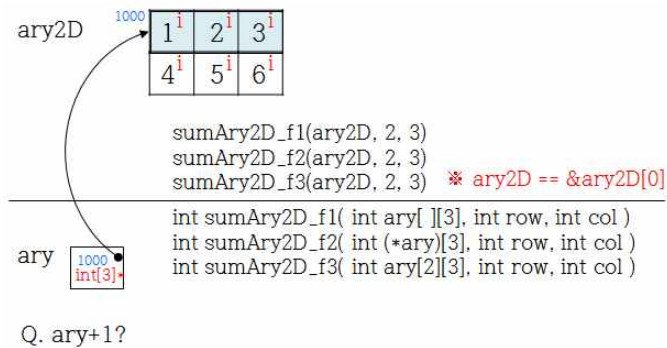 ary2D
1000
1i 2i 3i
4i 5i 6i
sumAry2D_f1(ary2D, 2, 3)
sumAry2D_f2(ary2D, 2, 3)
sumAry2D_f3(ary2D, 2, 3) ※ ary2D == &ary2D[0]
int sumAry2D_f1( int ary[ ][3], int row, int col )
int sumAry2D_f2( int (*ary)[3], int row, int col )
int sumAry2D_f3( int ary[2][3], int row, int col )
ary
1000
int[3]*
Q. ary+1?